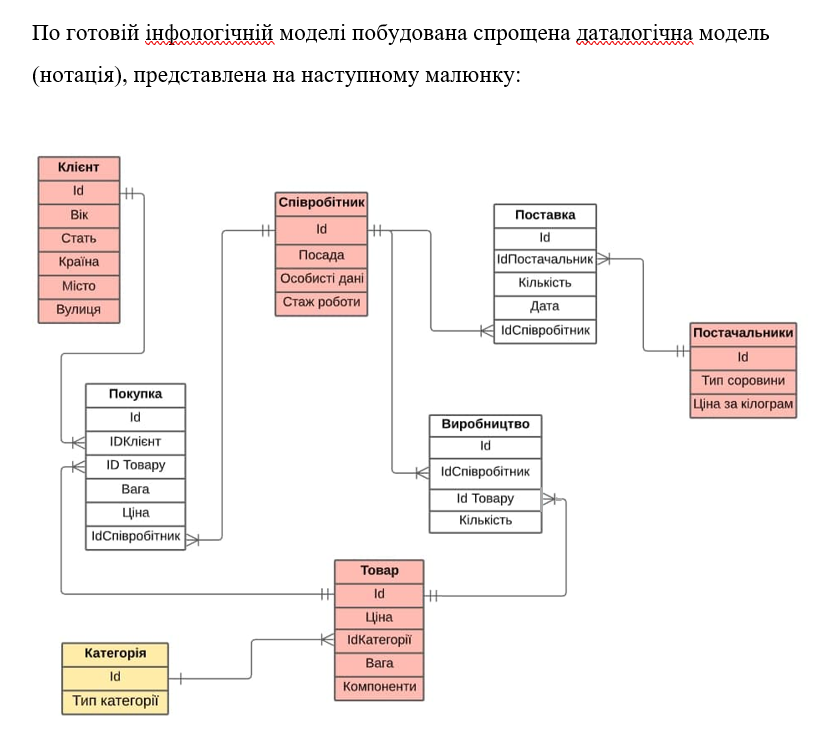 По готовій інфологічній моделі побудована спрощена даталогічна модель
(нотація), представлена на наступному малюнку:
Клієнт
Id
Вік
Стать
Країна
Місто
Вулиця
Співробітник
Id
Посада
Особисті дані
Стаж роботи
Поставка
Id
IdПостачальник
Кількість
Дата
IdСпівробітник
Постачальники
Id
Тип соровини
Ціна за кілограм
Покупка
Id
IDКлієнт
ID Товару
Вага
Ціна
IdСпівробітник
Виробництво
Id
IdСпівробітник
Id Товару
Кількість
Товар
Id
Ціна
IdКатегорії
Вага
Компоненти
Категорія
Id
Тип категорії